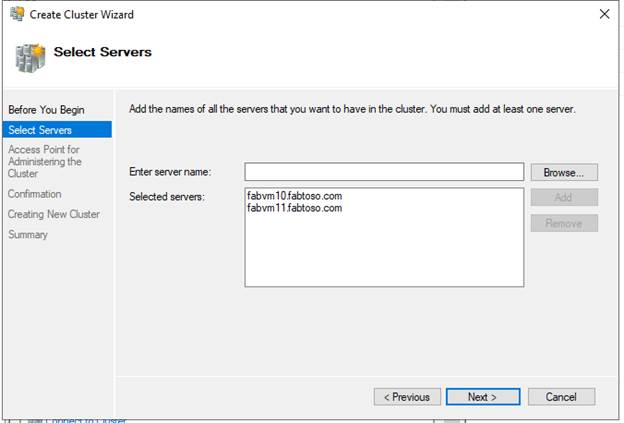 Create Cluster Wizard
Select Servers
Before You Begin
Select Servers
Access Point for
Administering the
Cluster
Confirmation
Creating New Cluster
Summary
Add the names of all the servers that you want to have in the cluster. You must add at least one server.
Enter server name:
Browse...
Selected servers:
fabvm10.fabtoso.com
fabvm11.fabtoso.com
Add
Remove
< Previous
Next >
Cancel
Connect to Cluster